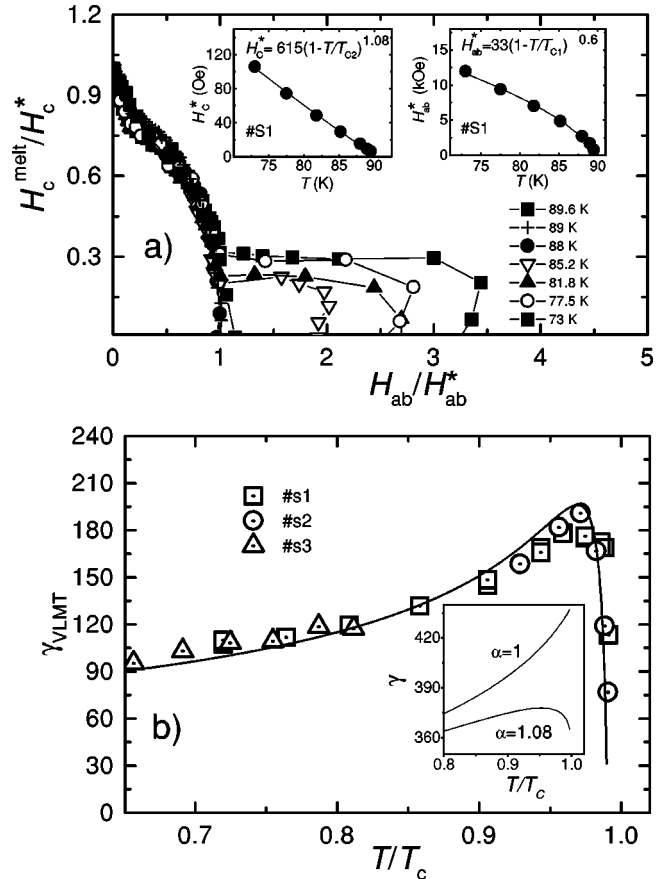 1.2
0.9
0.6
0.3
0.0
H_c^melt/H_c^*
a)
0 1 2 3 4 5
H_ab/H_ab^*
H_c^*= 615(1-T/T_c2)^1.08
120
80
40
0
H_c^* (Oe)
#S1
75 80 85 90
T (K)
H_ab^*=33(1-T/T_c1)^0.6
15
10
5
0
H_ab^* (kOe)
#S1
75 80 85 90
T (K)
89.6 K
89 K
88 K
85.2 K
81.8 K
77.5 K
73 K
240
210
180
150
120
90
60
30
0
γ_VLMT
#s1
#s2
#s3
b)
420
390
360
γ
α=1
α=1.08
0.8 0.9 1.0
T/T_C
0.7 0.8 0.9 1.0
T/T_c